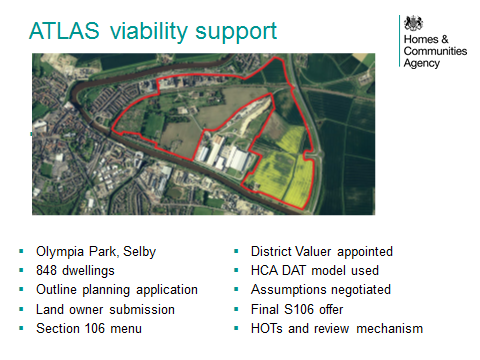 ATLAS viability support
Homes &
Communities
Agency
Olympia Park, Selby
848 dwellings
Outline planning application
Land owner submission
Section 106 menu
District Valuer appointed
HCA DAT model used
Assumptions negotiated
Final S106 offer
HOTs and review mechanism